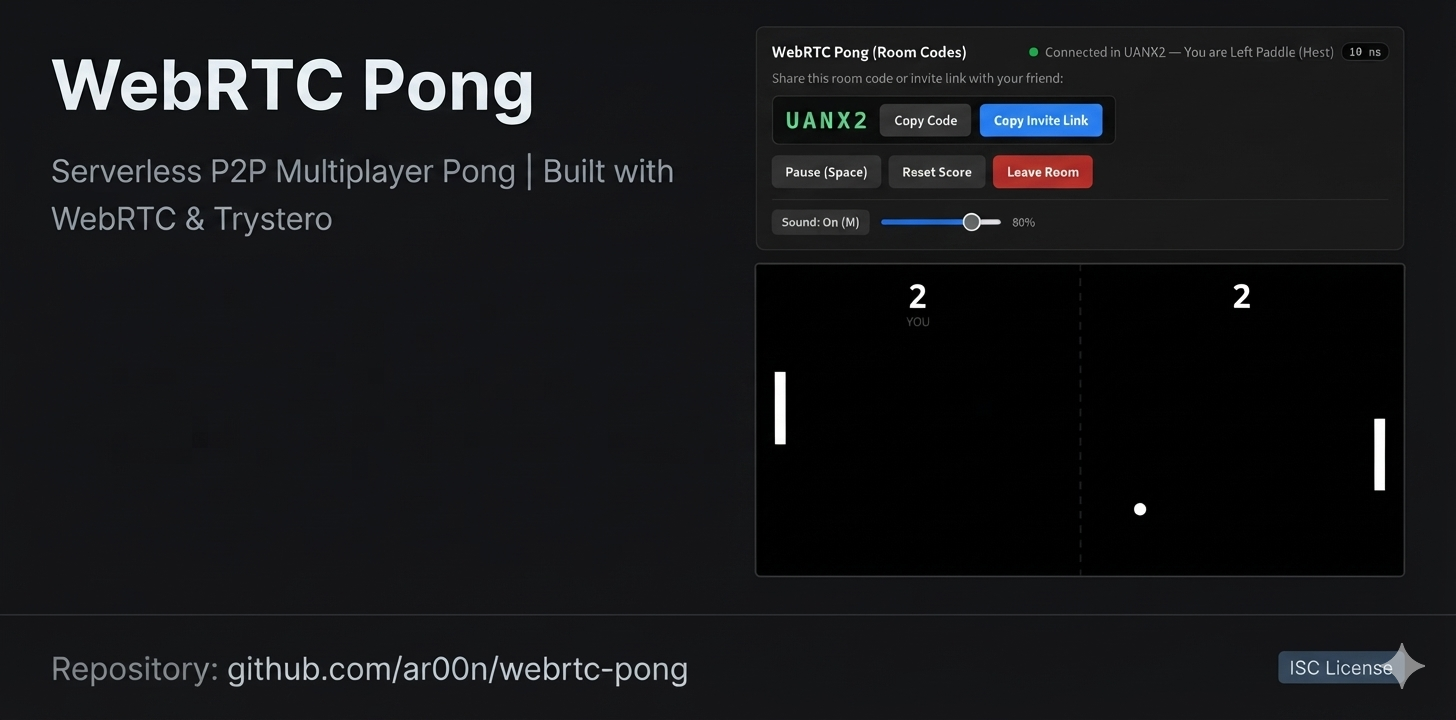 WebRTC Pong
Serverless P2P Multiplayer Pong | Built with
WebRTC & Trystero
WebRTC Pong (Room Codes)
Connected in UANX2 — You are Left Paddle (Hest)
10 ns
Share this room code or invite link with your friend:
UANX2
Copy Code
Copy Invite Link
Pause (Space)
Reset Score
Leave Room
Sound: On (M)
80%
2
2
YOU
Repository: github.com/ar00n/webrtc-pong
ISC License